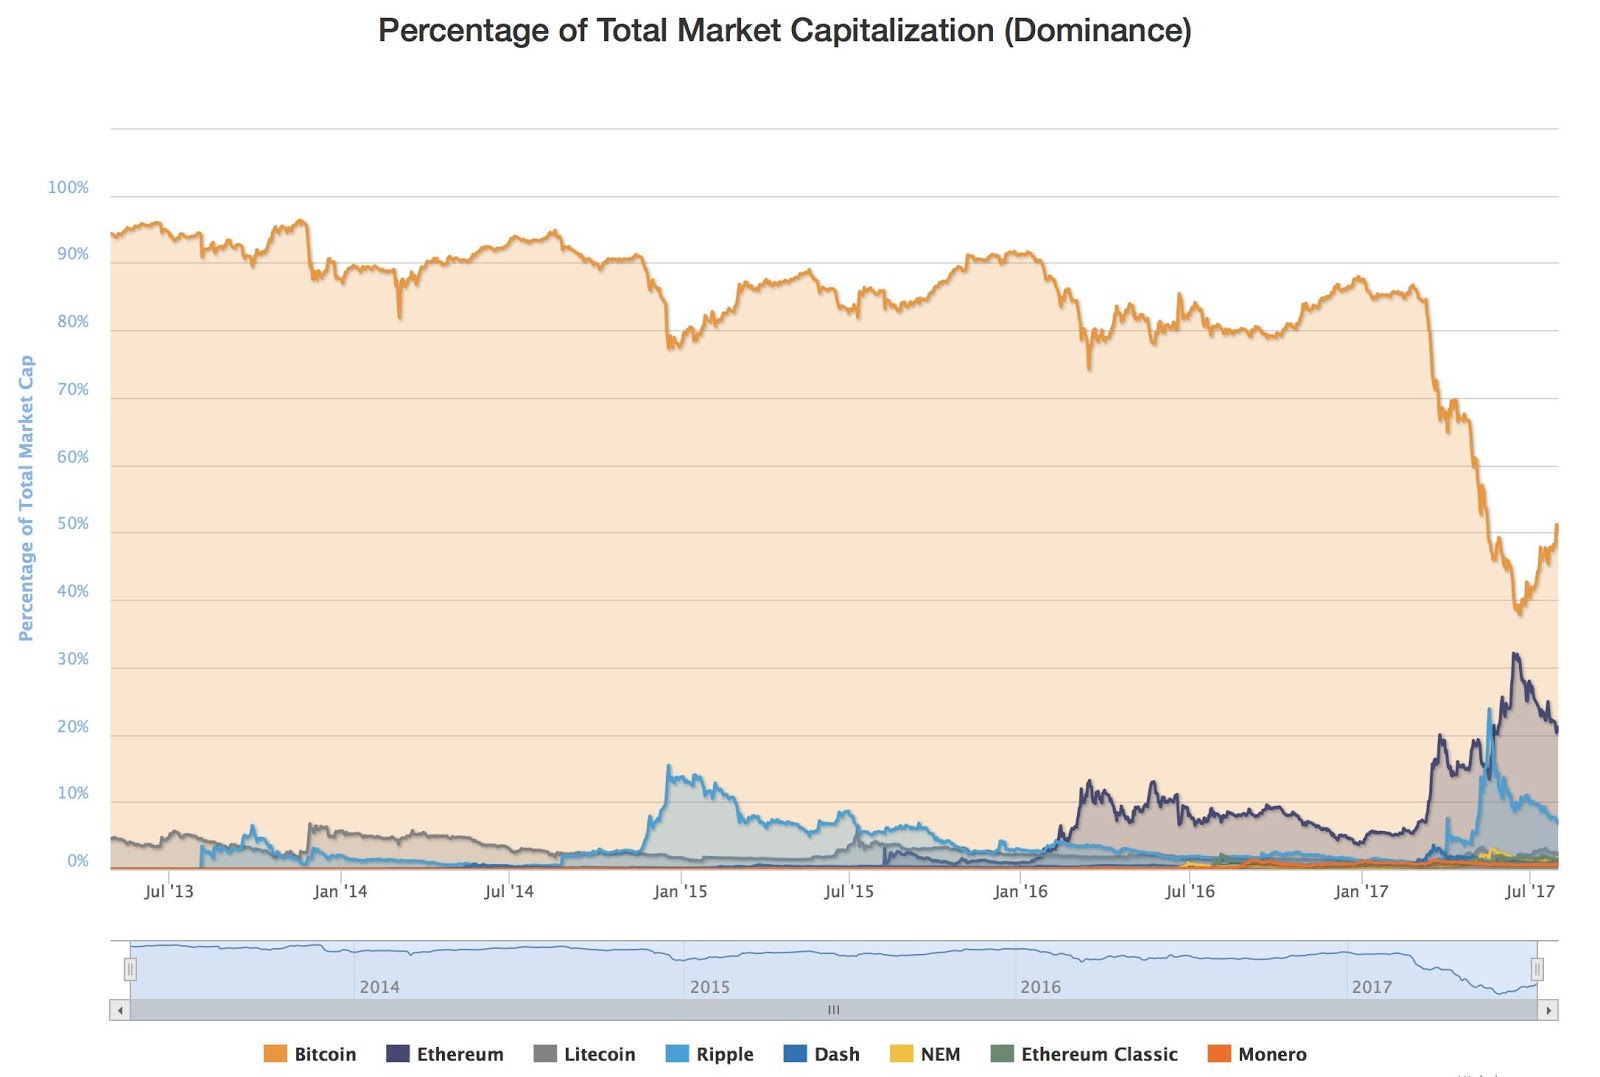 Percentage of Total Market Capitalization (Dominance)
Percentage of Total Market Cap
100%
90%
80%
70%
60%
50%
40%
30%
20%
10%
0%
Jul '13 Jan '14 Jul '14 Jan '15 Jul '15 Jan '16 Jul '16 Jan '17 Jul '17
2014 2015 2016 2017
Bitcoin Ethereum Litecoin Ripple Dash NEM Ethereum Classic Monero